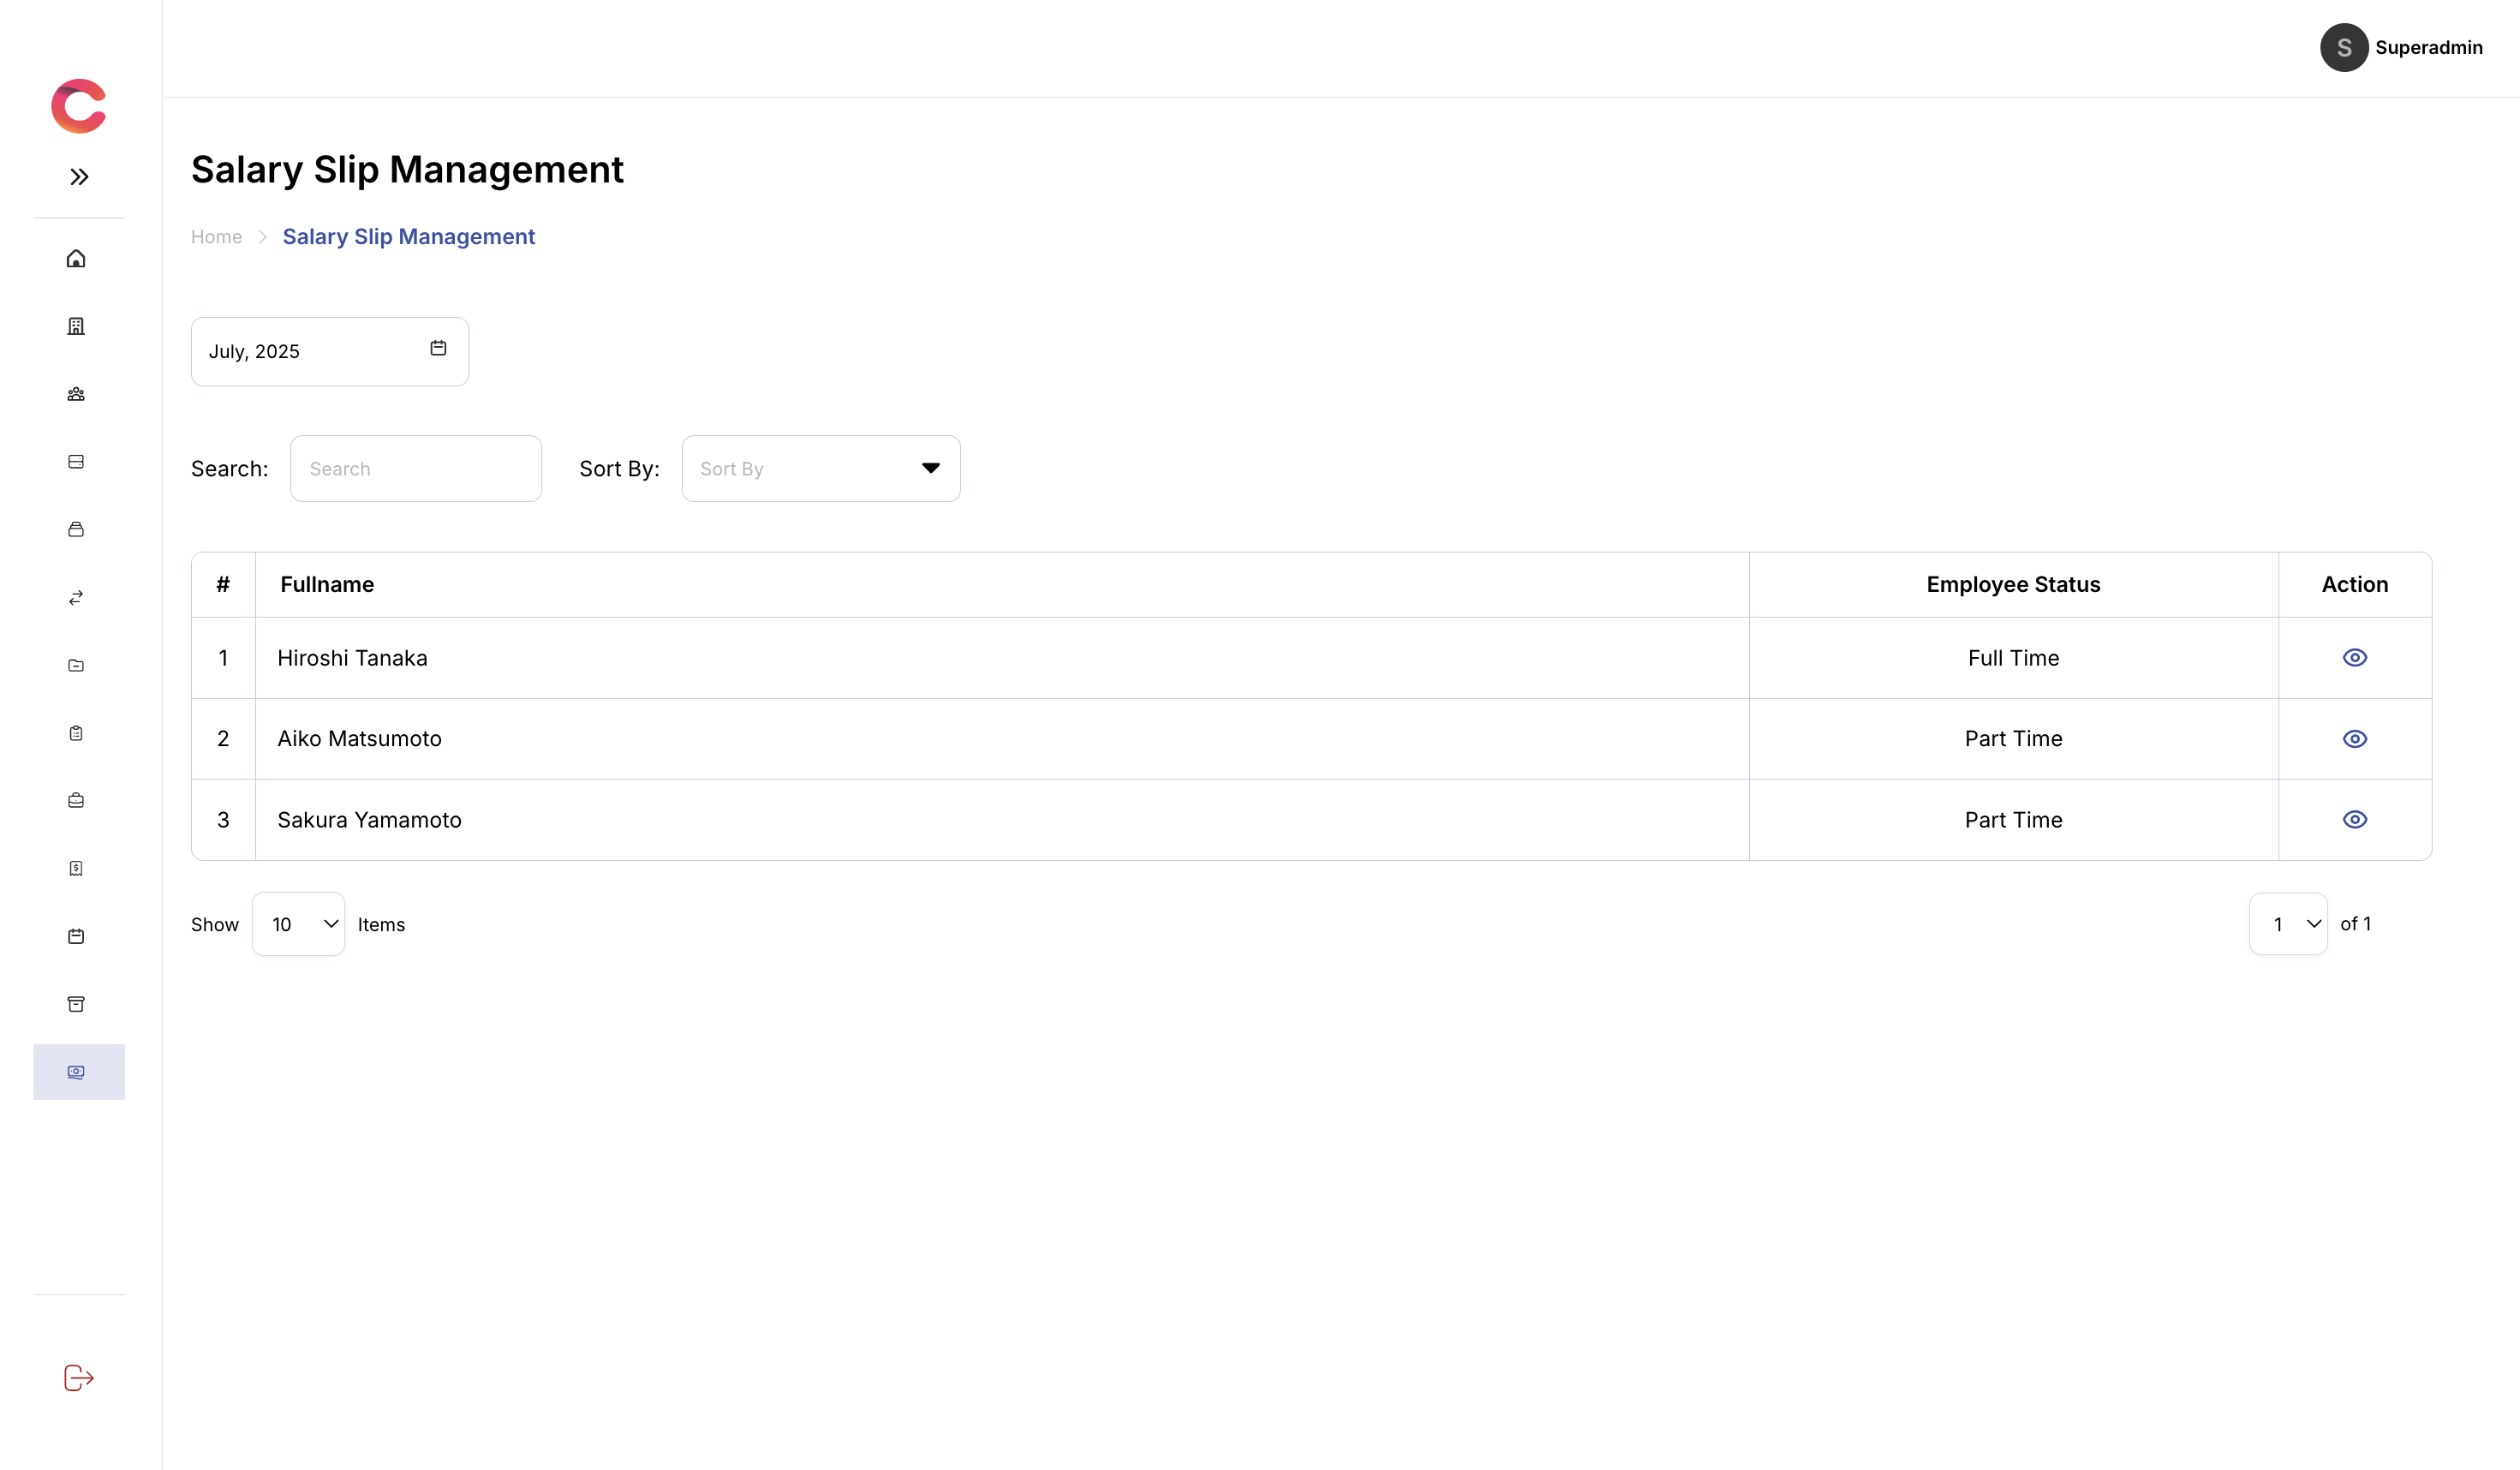 S Superadmin
Salary Slip Management
Home Salary Slip Management
July, 2025
Search: Search Sort By: Sort By
# Fullname Employee Status Action
1 Hiroshi Tanaka Full Time
2 Aiko Matsumoto Part Time
3 Sakura Yamamoto Part Time
Show 10 Items 1 of 1